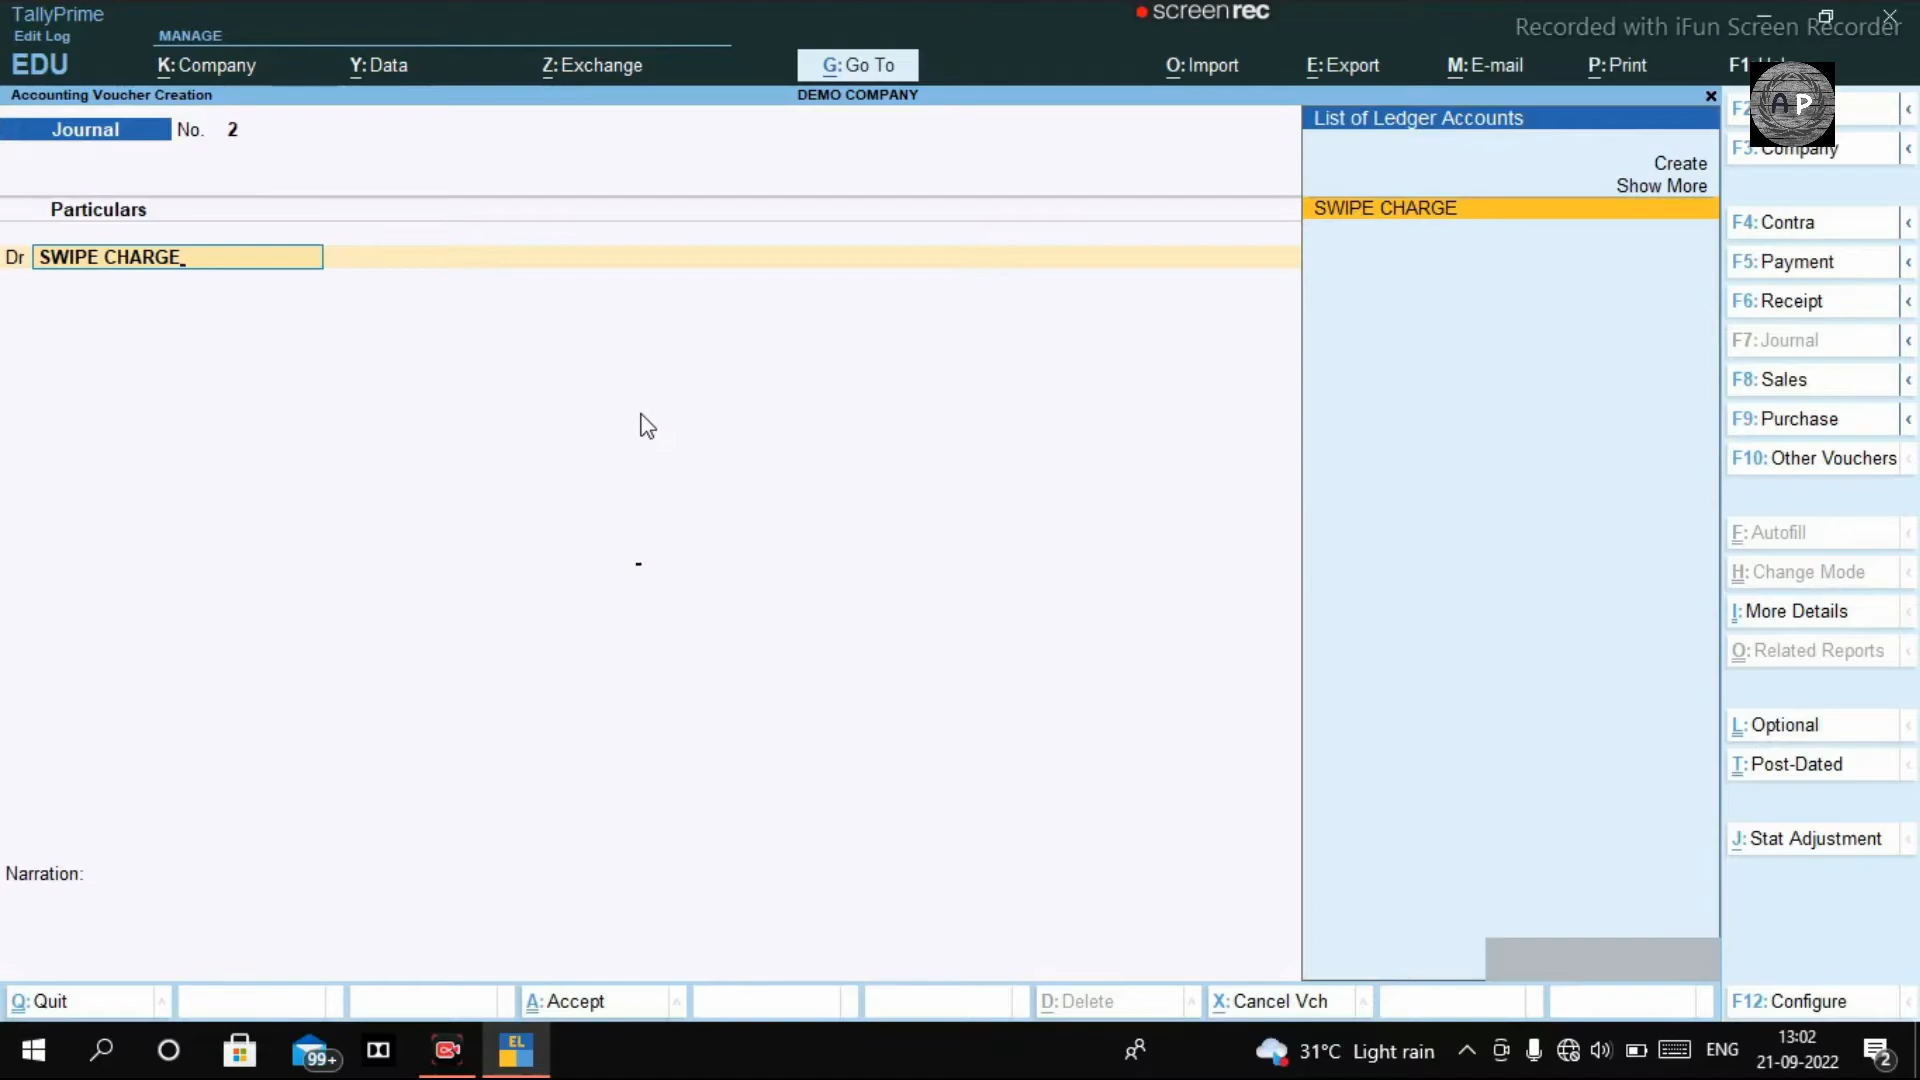 TallyPrime
Edit Log
EDU
MANAGE
K: Company
Y: Data
Z: Exchange
G: Go To
O: Import
E: Export
M: E-mail
P: Print
screenrec
Recorded with iFun Screen Recorder
Accounting Voucher Creation
DEMO COMPANY
AP
Journal No. 2
Particulars
Dr SWIPE CHARGE
Narration:
List of Ledger Accounts
Create
Show More
SWIPE CHARGE
F3: Company
F4: Contra
F5: Payment
F6: Receipt
F7: Journal
F8: Sales
F9: Purchase
F10: Other Vouchers
F: Autofill
H: Change Mode
I: More Details
O: Related Reports
L: Optional
T: Post-Dated
J: Stat Adjustment
Q: Quit
A: Accept
D: Delete
X: Cancel Vch
F12: Configure
99+
EL
31°C Light rain
ENG
13:02
21-09-2022
2